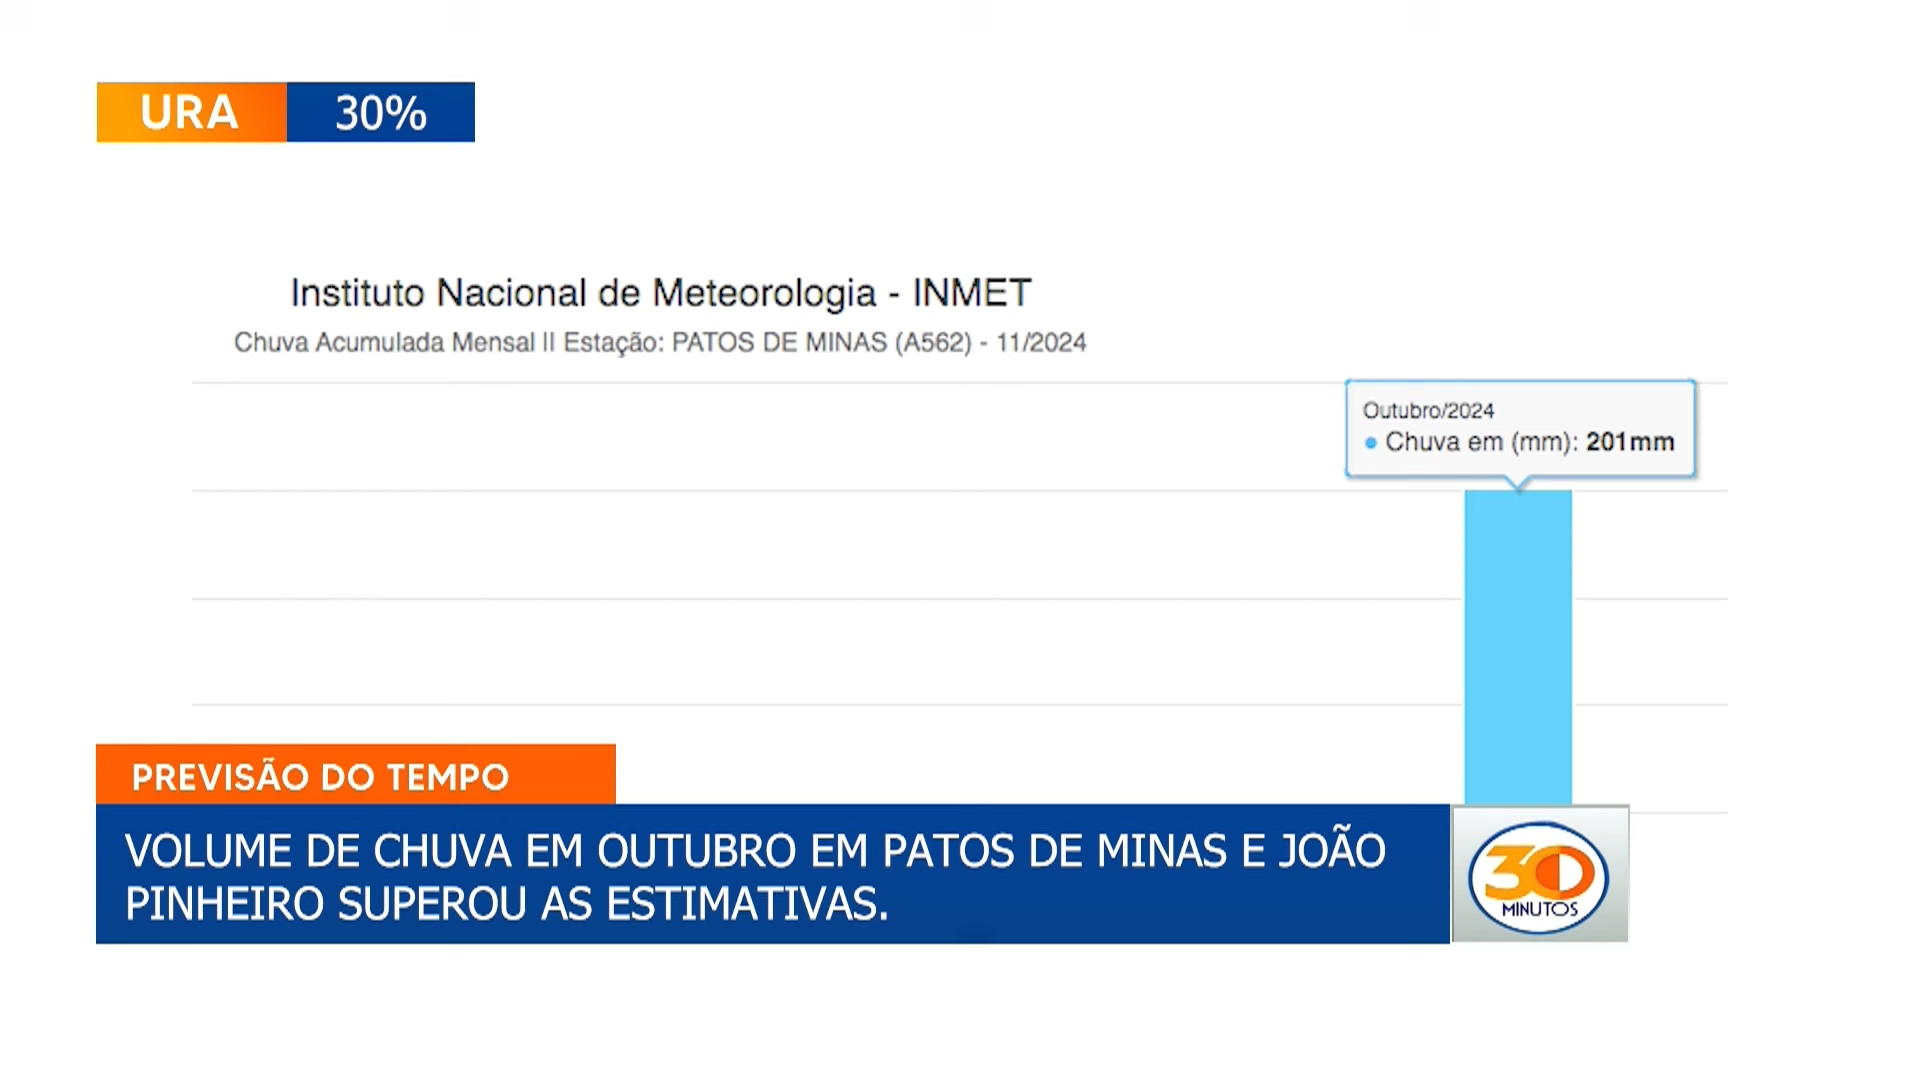 URA 30%
Instituto Nacional de Meteorologia - INMET
Chuva Acumulada Mensal II Estação: PATOS DE MINAS (A562) - 11/2024
Outubro/2024
Chuva em (mm): 201mm
PREVISÃO DO TEMPO
VOLUME DE CHUVA EM OUTUBRO EM PATOS DE MINAS E JOÃO
PINHEIRO SUPEROU AS ESTIMATIVAS.
30
MINUTOS